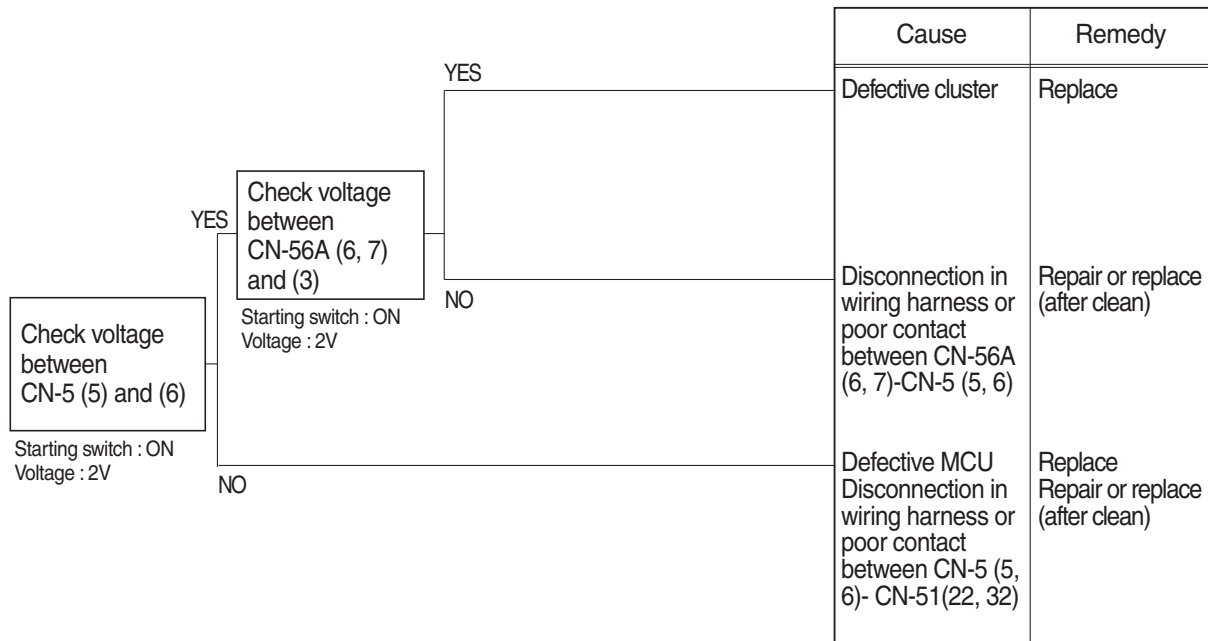 Cause
Remedy
YES
Defective cluster
Replace
Check voltage
between
CN-56A (6, 7)
and (3)
YES
Starting switch : ON
Voltage : 2V
NO
Disconnection in
wiring harness or
poor contact
between CN-56A
(6, 7)-CN-5 (5, 6)
Repair or replace
(after clean)
Check voltage
between
CN-5 (5) and (6)
Starting switch : ON
Voltage : 2V
NO
Defective MCU
Disconnection in
wiring harness or
poor contact
between CN-5 (5,
6)- CN-51(22, 32)
Replace
Repair or replace
(after clean)